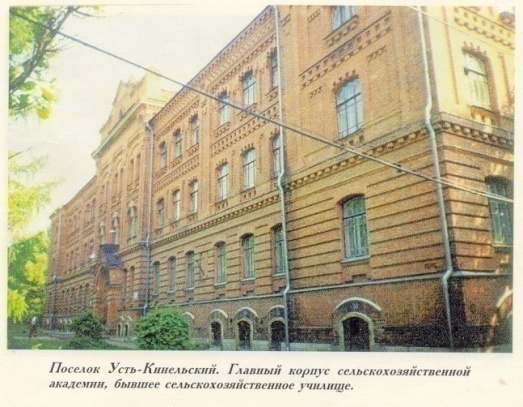 Поселок Усть-Кинельский. Главный корпус сельскохозяйственной
академии, бывшее сельскохозяйственное училище.